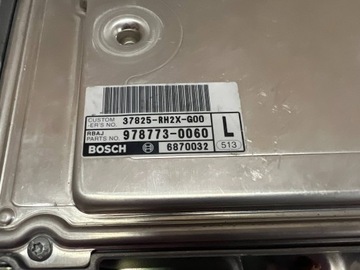 CUSTOM -ER'S NO. 37825-RH2X-G00
RBAJ PARTS NO. 978773-0060 L
BOSCH 6870032 513